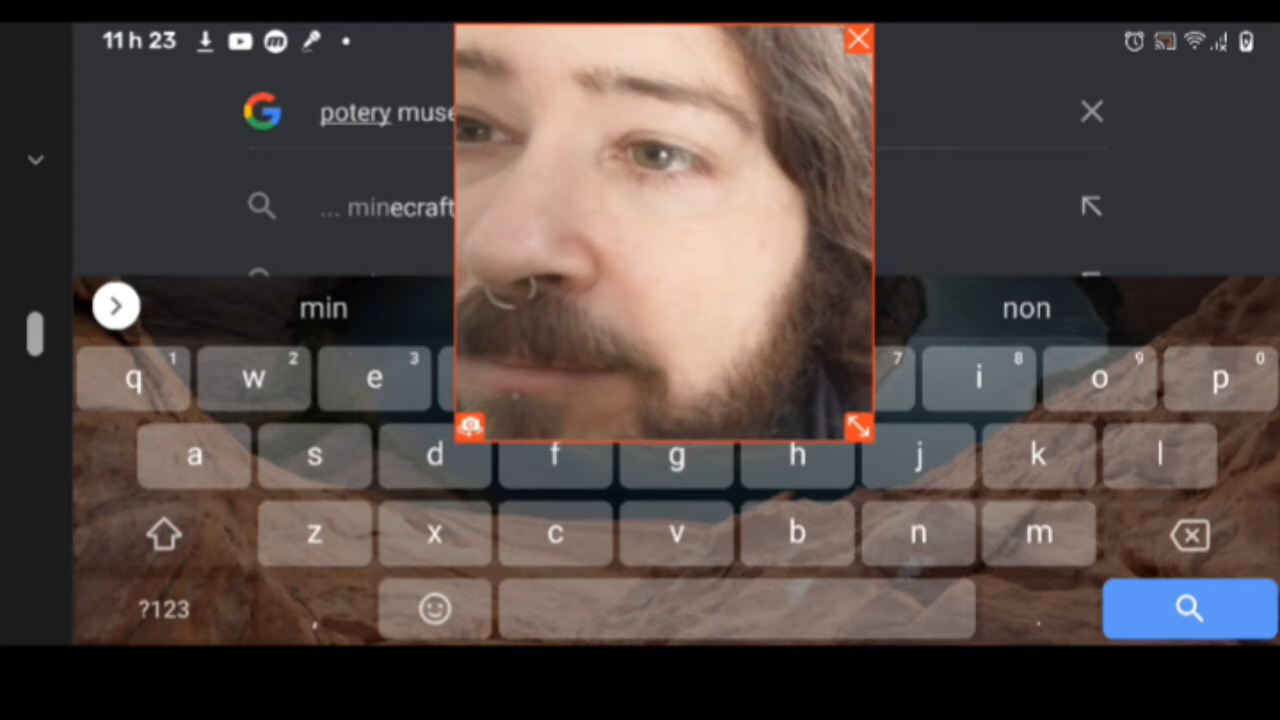 11 h 23
potery muse
... minecraft
min
non
q 1 w 2 e 3 7 i 8 o 9 p 0
a s d f g h j k l
z x c v b n m
?123 , .